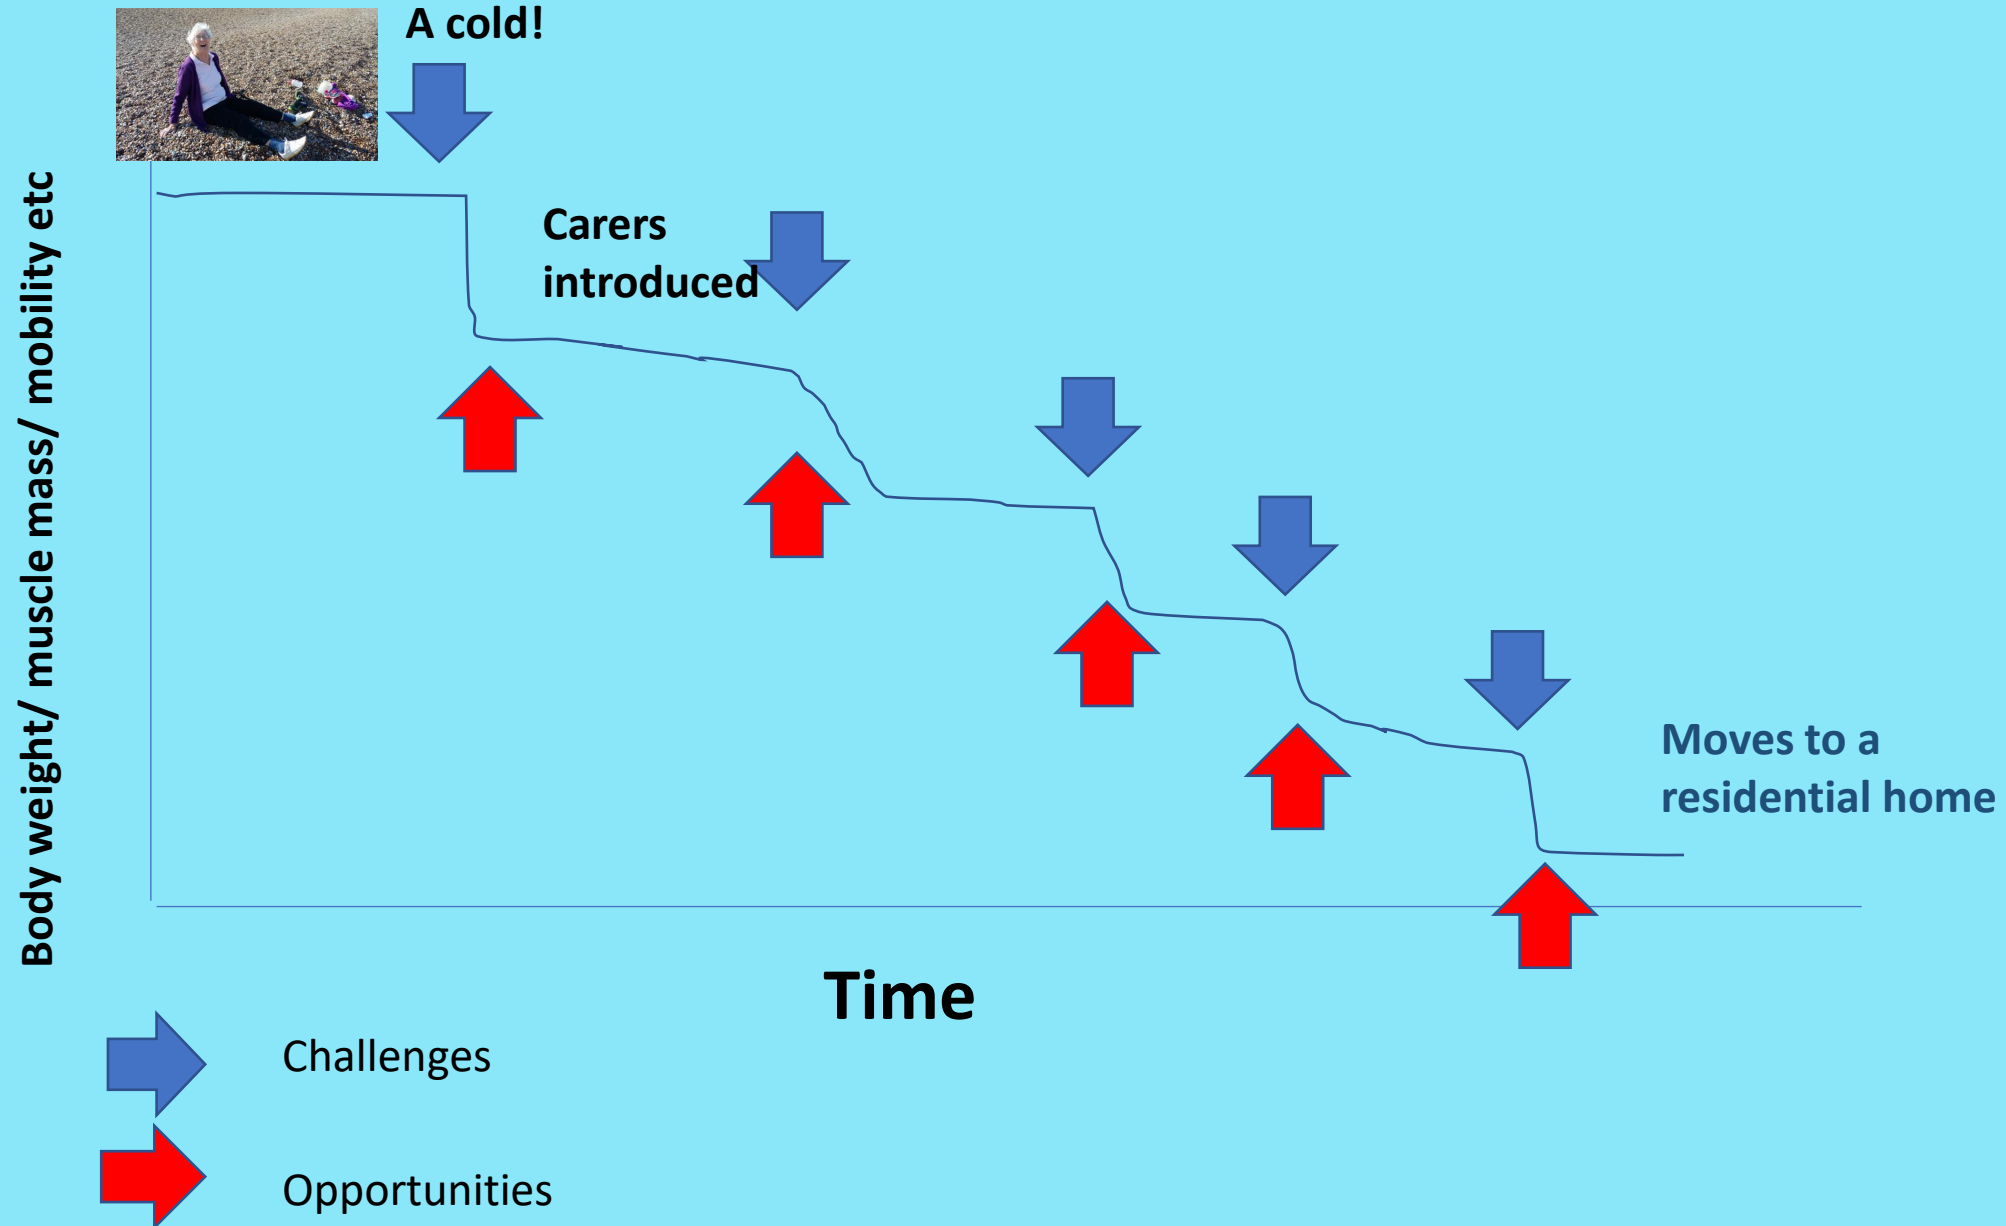 A cold!
Carers
introduced
Body weight/ muscle mass/ mobility etc
Moves to a
residential home
Time
Challenges
Opportunities